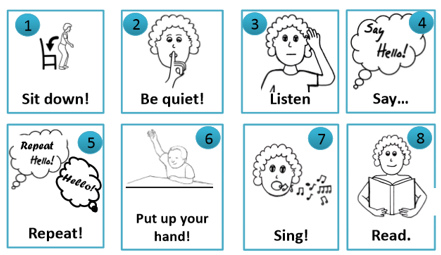 1
Sit down!
2
Be quiet!
3
Listen
4
Say
Hello!
Say...
5
Repeat
Hello!
Hello!
Repeat!
6
Put up your
hand!
7
Sing!
8
Read.